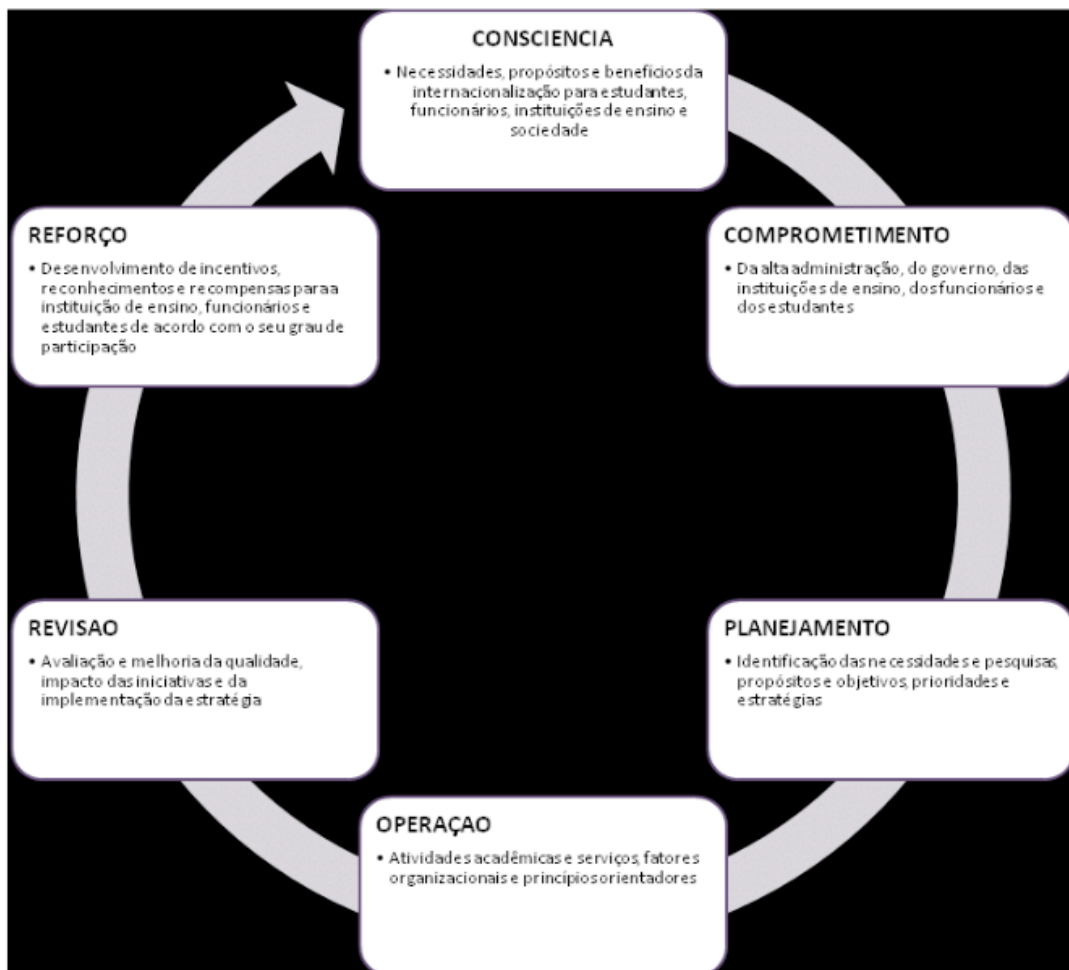 CONSCIENCIA
• Necessidades, propósitos e benefícios da
internacionalização para estudantes,
funcionários, instituições de ensino e
sociedade
COMPROMETIMENTO
• Da alta administração, do governo, das
instituições de ensino, dos funcionários e
dos estudantes
PLANEJAMENTO
• Identificação das necessidades e pesquisas,
propósitos e objetivos, prioridades e
estratégias
OPERAÇAO
• Atividades acadêmicas e serviços, fatores
organizacionais e princípios orientadores
REVISAO
• Avaliação e melhoria da qualidade,
impacto das iniciativas e da
implementação da estratégia
REFORÇO
• Desenvolvimento de incentivos,
reconhecimentos e recompensas para a
instituição de ensino, funcionários e
estudantes de acordo com o seu grau de
participação